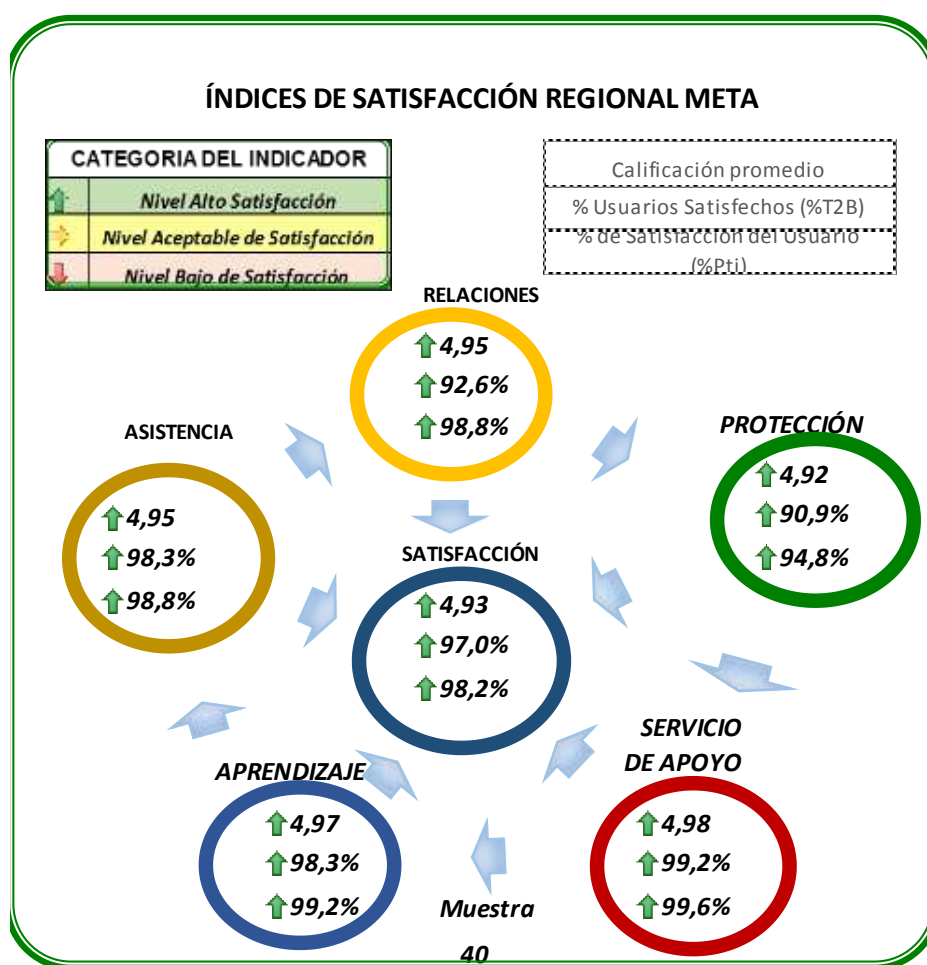 ÍNDICES DE SATISFACCIÓN REGIONAL META
CATEGORIA DEL INDICADOR
Nivel Alto Satisfacción
Nivel Aceptable de Satisfacción
Nivel Bajo de Satisfacción
Calificación promedio
% Usuarios Satisfechos (%T2B)
% de Satisfacción del Usuario
(%Pti)
RELACIONES
4,95
92,6%
98,8%
ASISTENCIA
4,95
98,3%
98,8%
PROTECCIÓN
4,92
90,9%
94,8%
SATISFACCIÓN
4,93
97,0%
98,2%
APRENDIZAJE
4,97
98,3%
99,2%
SERVICIO
DE APOYO
4,98
99,2%
99,6%
Muestra
40